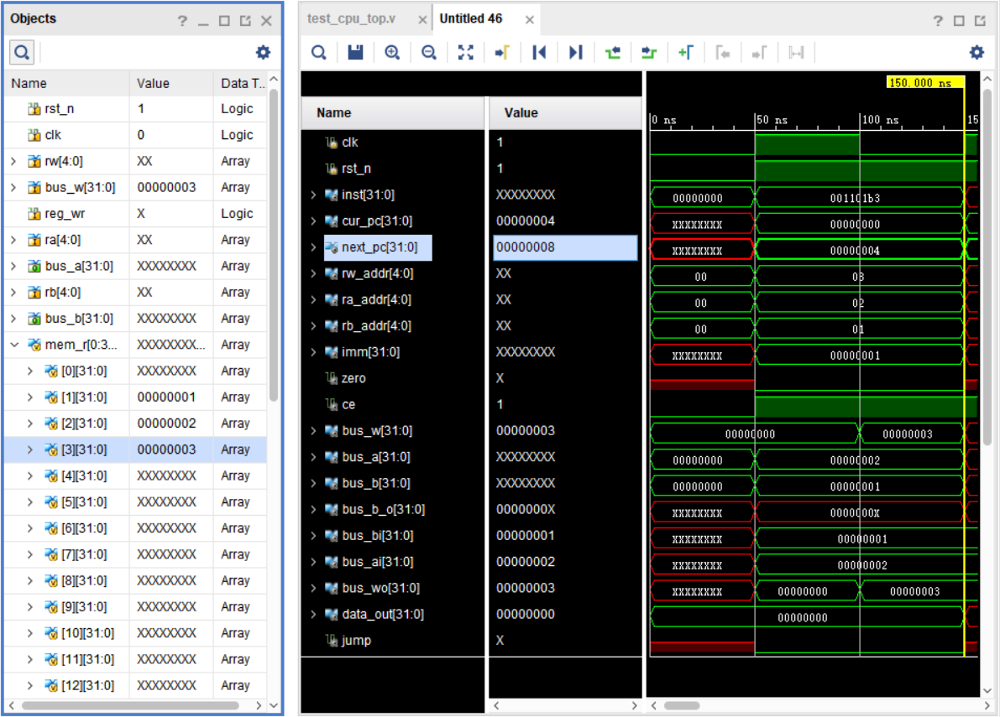 Objects
Name Value Data T...
rst_n 1 Logic
clk 0 Logic
rw[4:0] XX Array
bus_w[31:0] 00000003 Array
reg_wr X Logic
ra[4:0] XX Array
bus_a[31:0] XXXXXXXX Array
rb[4:0] XX Array
bus_b[31:0] XXXXXXXX Array
mem_r[0:3... XXXXXXXX... Array
[0][31:0] XXXXXXXX Array
[1][31:0] 00000001 Array
[2][31:0] 00000002 Array
[3][31:0] 00000003 Array
[4][31:0] XXXXXXXX Array
[5][31:0] XXXXXXXX Array
[6][31:0] XXXXXXXX Array
[7][31:0] XXXXXXXX Array
[8][31:0] XXXXXXXX Array
[9][31:0] XXXXXXXX Array
[10][31:0] XXXXXXXX Array
[11][31:0] XXXXXXXX Array
[12][31:0] XXXXXXXX Array
test_cpu_top.v Untitled 46
150.000 ns
Name Value 0 ns 50 ns 100 ns 15
clk 1
rst_n 1
inst[31:0] XXXXXXXX 00000000 001101b3
cur_pc[31:0] 00000004 XXXXXXXX 00000000
next_pc[31:0] 00000008 XXXXXXXX 00000004
rw_addr[4:0] XX 00 03
ra_addr[4:0] XX 00 02
rb_addr[4:0] XX 00 01
imm[31:0] XXXXXXXX XXXXXXXX 00000001
zero X
ce 1
bus_w[31:0] 00000003 00000000 00000003
bus_a[31:0] XXXXXXXX 00000000 00000002
bus_b[31:0] XXXXXXXX 00000000 00000001
bus_b_o[31:0] 0000000X XXXXXXXX 0000000X
bus_bi[31:0] 00000001 XXXXXXXX 00000001
bus_ai[31:0] 00000002 XXXXXXXX 00000002
bus_wo[31:0] 00000003 XXXXXXXX 00000000 00000003
data_out[31:0] 00000000 00000000
jump X